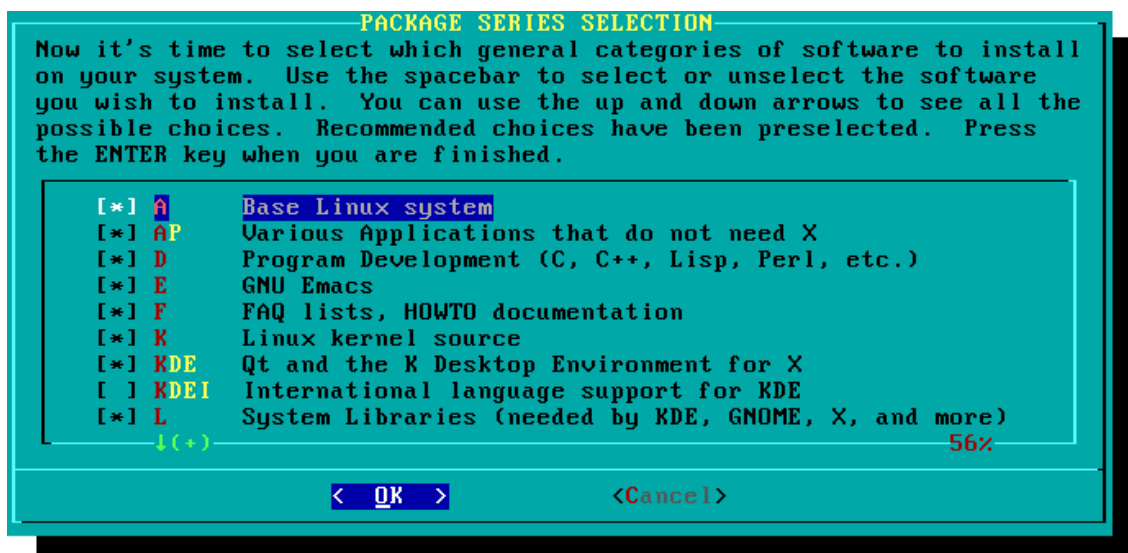 PACKAGE SERIES SELECTION
Now it's time to select which general categories of software to install
on your system.  Use the spacebar to select or unselect the software
you wish to install.  You can use the up and down arrows to see all the
possible choices.  Recommended choices have been preselected.  Press
the ENTER key when you are finished.
[*] A Base Linux system
[*] AP Various Applications that do not need X
[*] D Program Development (C, C++, Lisp, Perl, etc.)
[*] E GNU Emacs
[*] F FAQ lists, HOWTO documentation
[*] K Linux kernel source
[*] KDE Qt and the K Desktop Environment for X
[ ] KDEI International language support for KDE
[*] L System Libraries (needed by KDE, GNOME, X, and more)
↓(+) 56%
< OK > <Cancel>